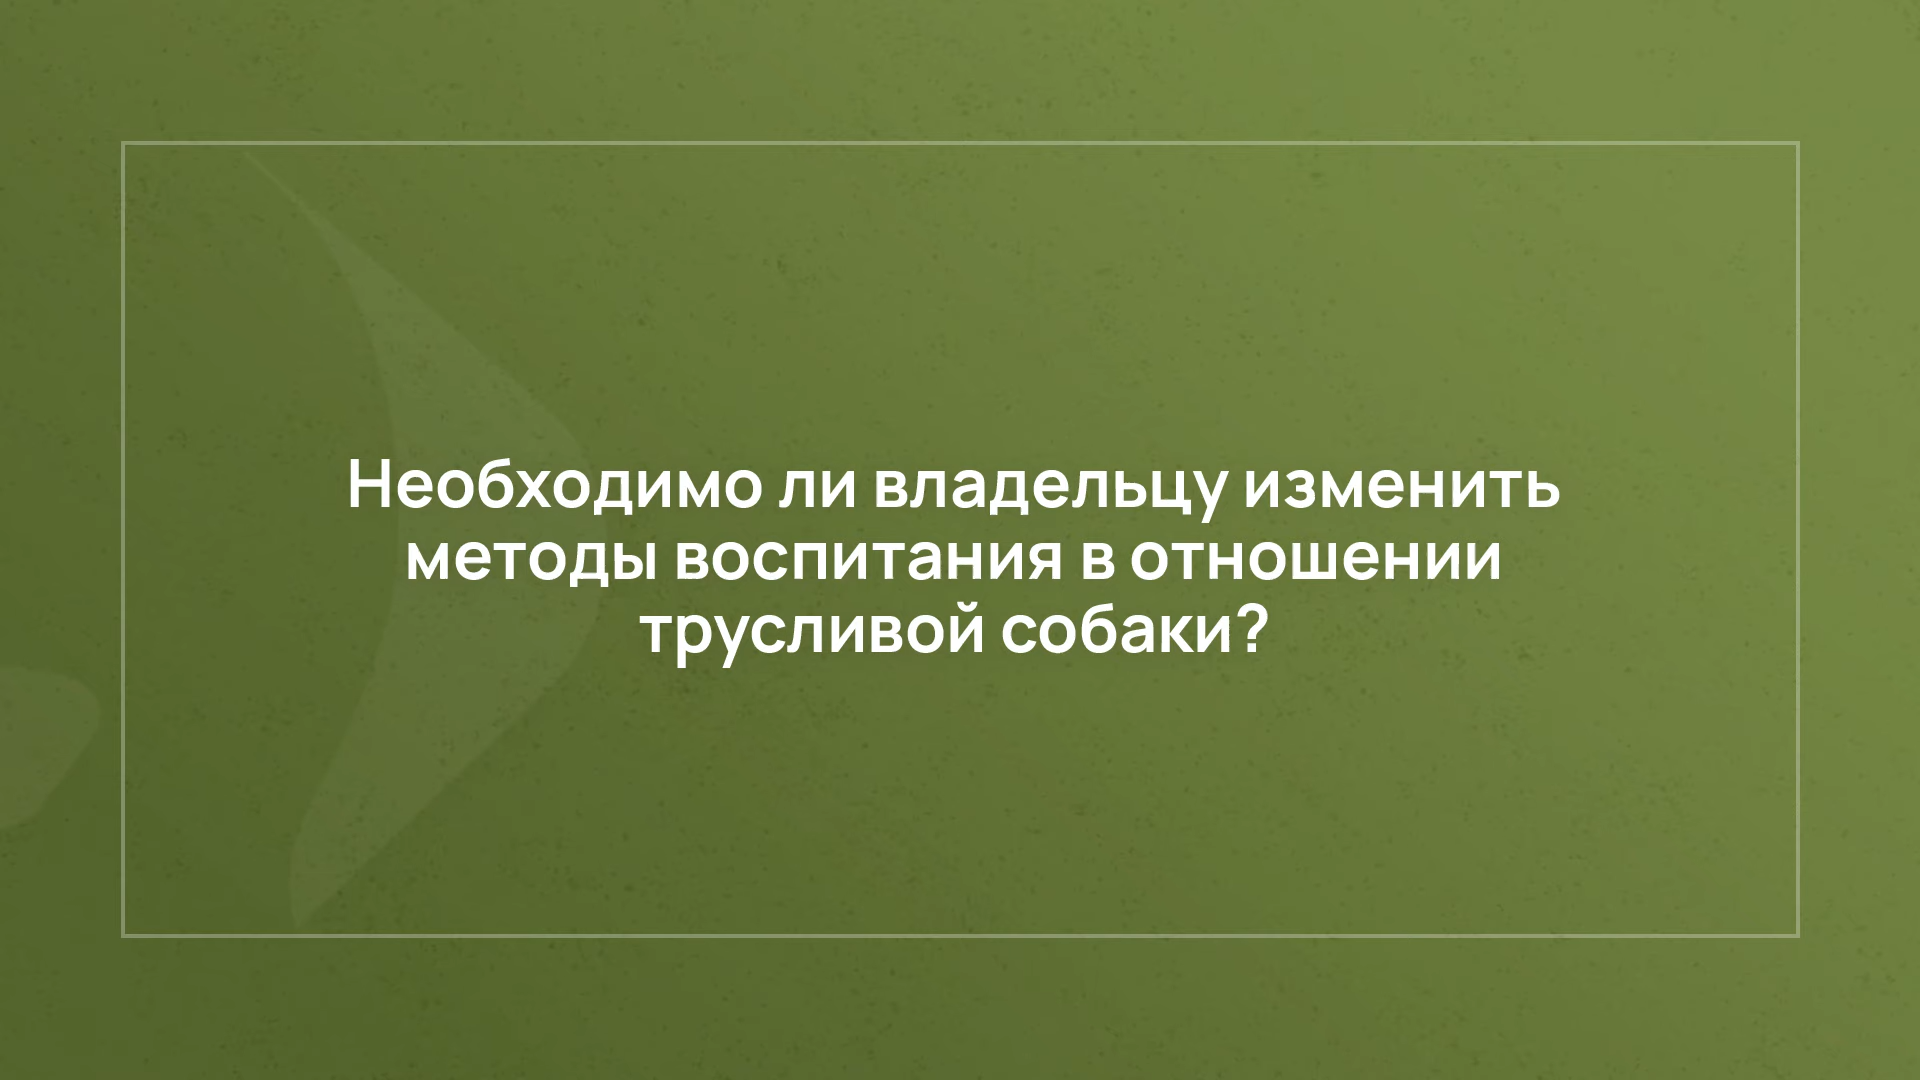 Необходимо ли владельцу изменить
методы воспитания в отношении
трусливой собаки?